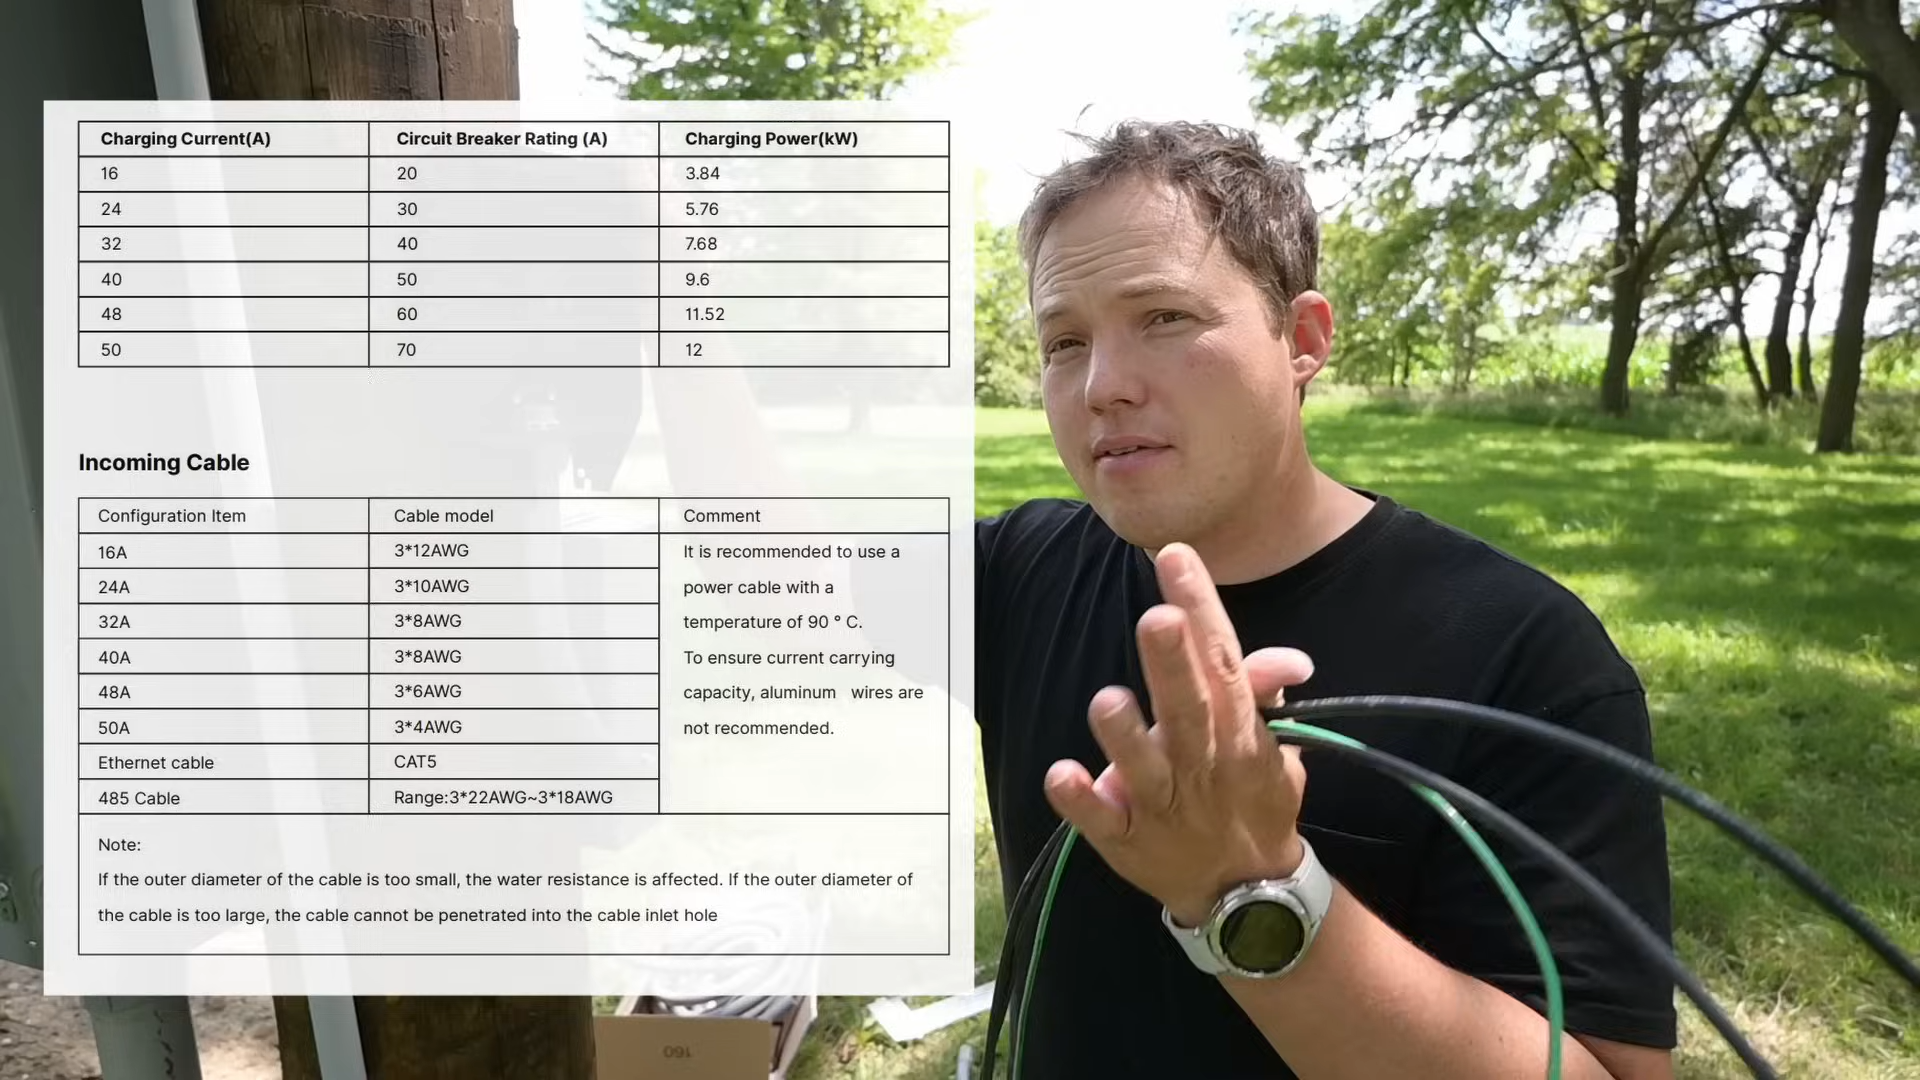 Charging Current(A) Circuit Breaker Rating (A) Charging Power(kW)
16 20 3.84
24 30 5.76
32 40 7.68
40 50 9.6
48 60 11.52
50 70 12
Incoming Cable
Configuration Item Cable model Comment
16A 3*12AWG It is recommended to use a
24A 3*10AWG power cable with a
32A 3*8AWG temperature of 90 ° C.
40A 3*8AWG To ensure current carrying
48A 3*6AWG capacity, aluminum wires are
50A 3*4AWG not recommended.
Ethernet cable CAT5
485 Cable Range:3*22AWG~3*18AWG
Note:
If the outer diameter of the cable is too small, the water resistance is affected. If the outer diameter of
the cable is too large, the cable cannot be penetrated into the cable inlet hole
160